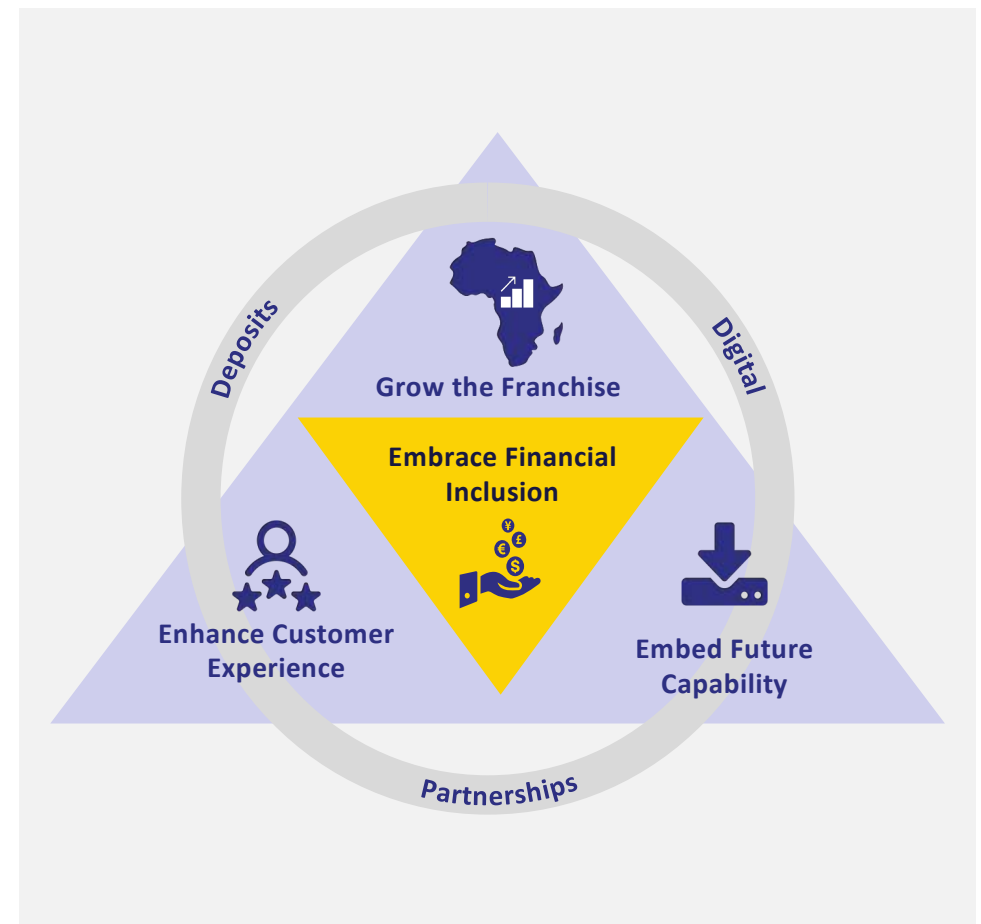 Deposits
Digital
Grow the Franchise
Embrace Financial
Inclusion
¥
£
€
$
Enhance Customer
Experience
Embed Future
Capability
Partnerships